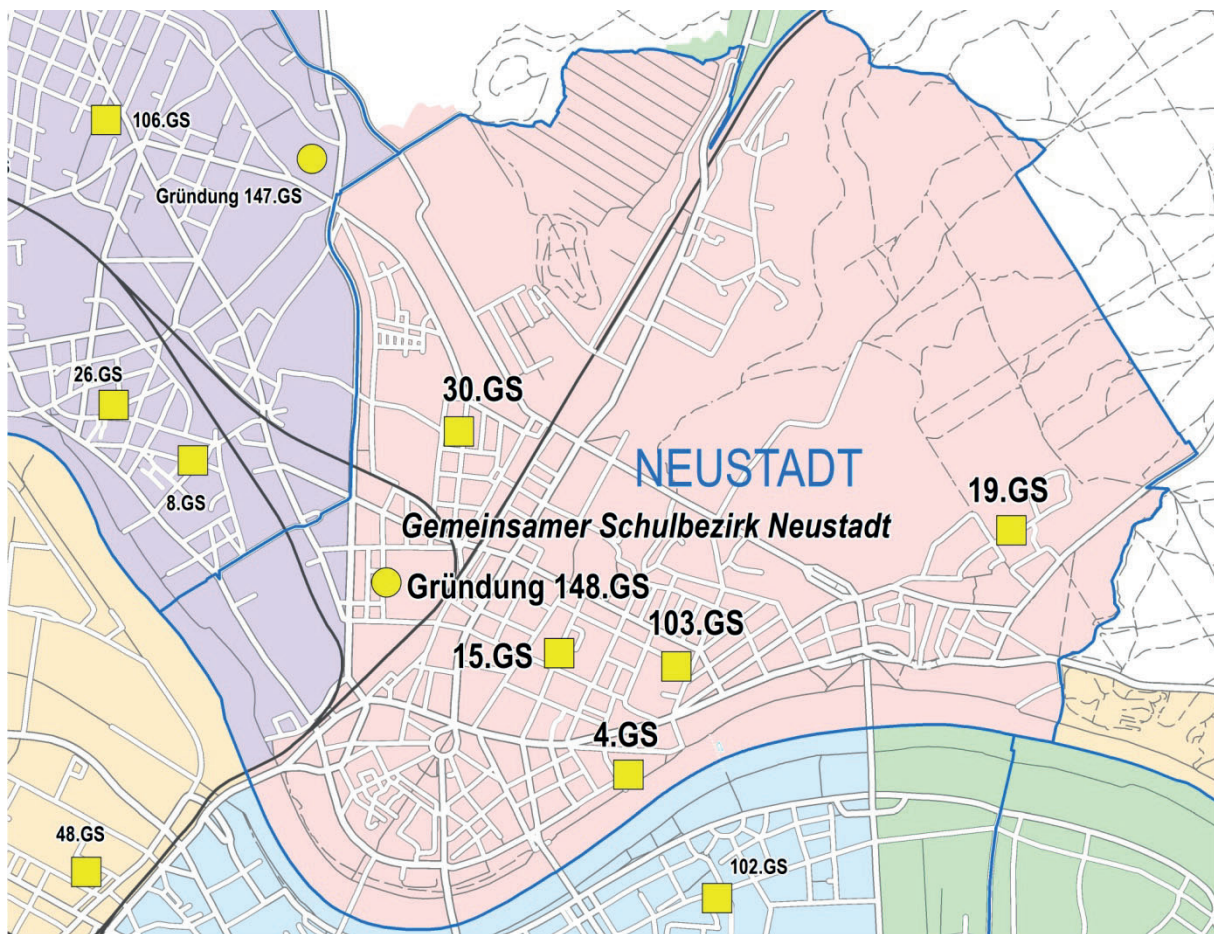 106.GS
Gründung 147.GS
26.GS
8.GS
30.GS
NEUSTADT
Gemeinsamer Schulbezirk Neustadt
19.GS
Gründung 148.GS
15.GS
103.GS
4.GS
48.GS
102.GS